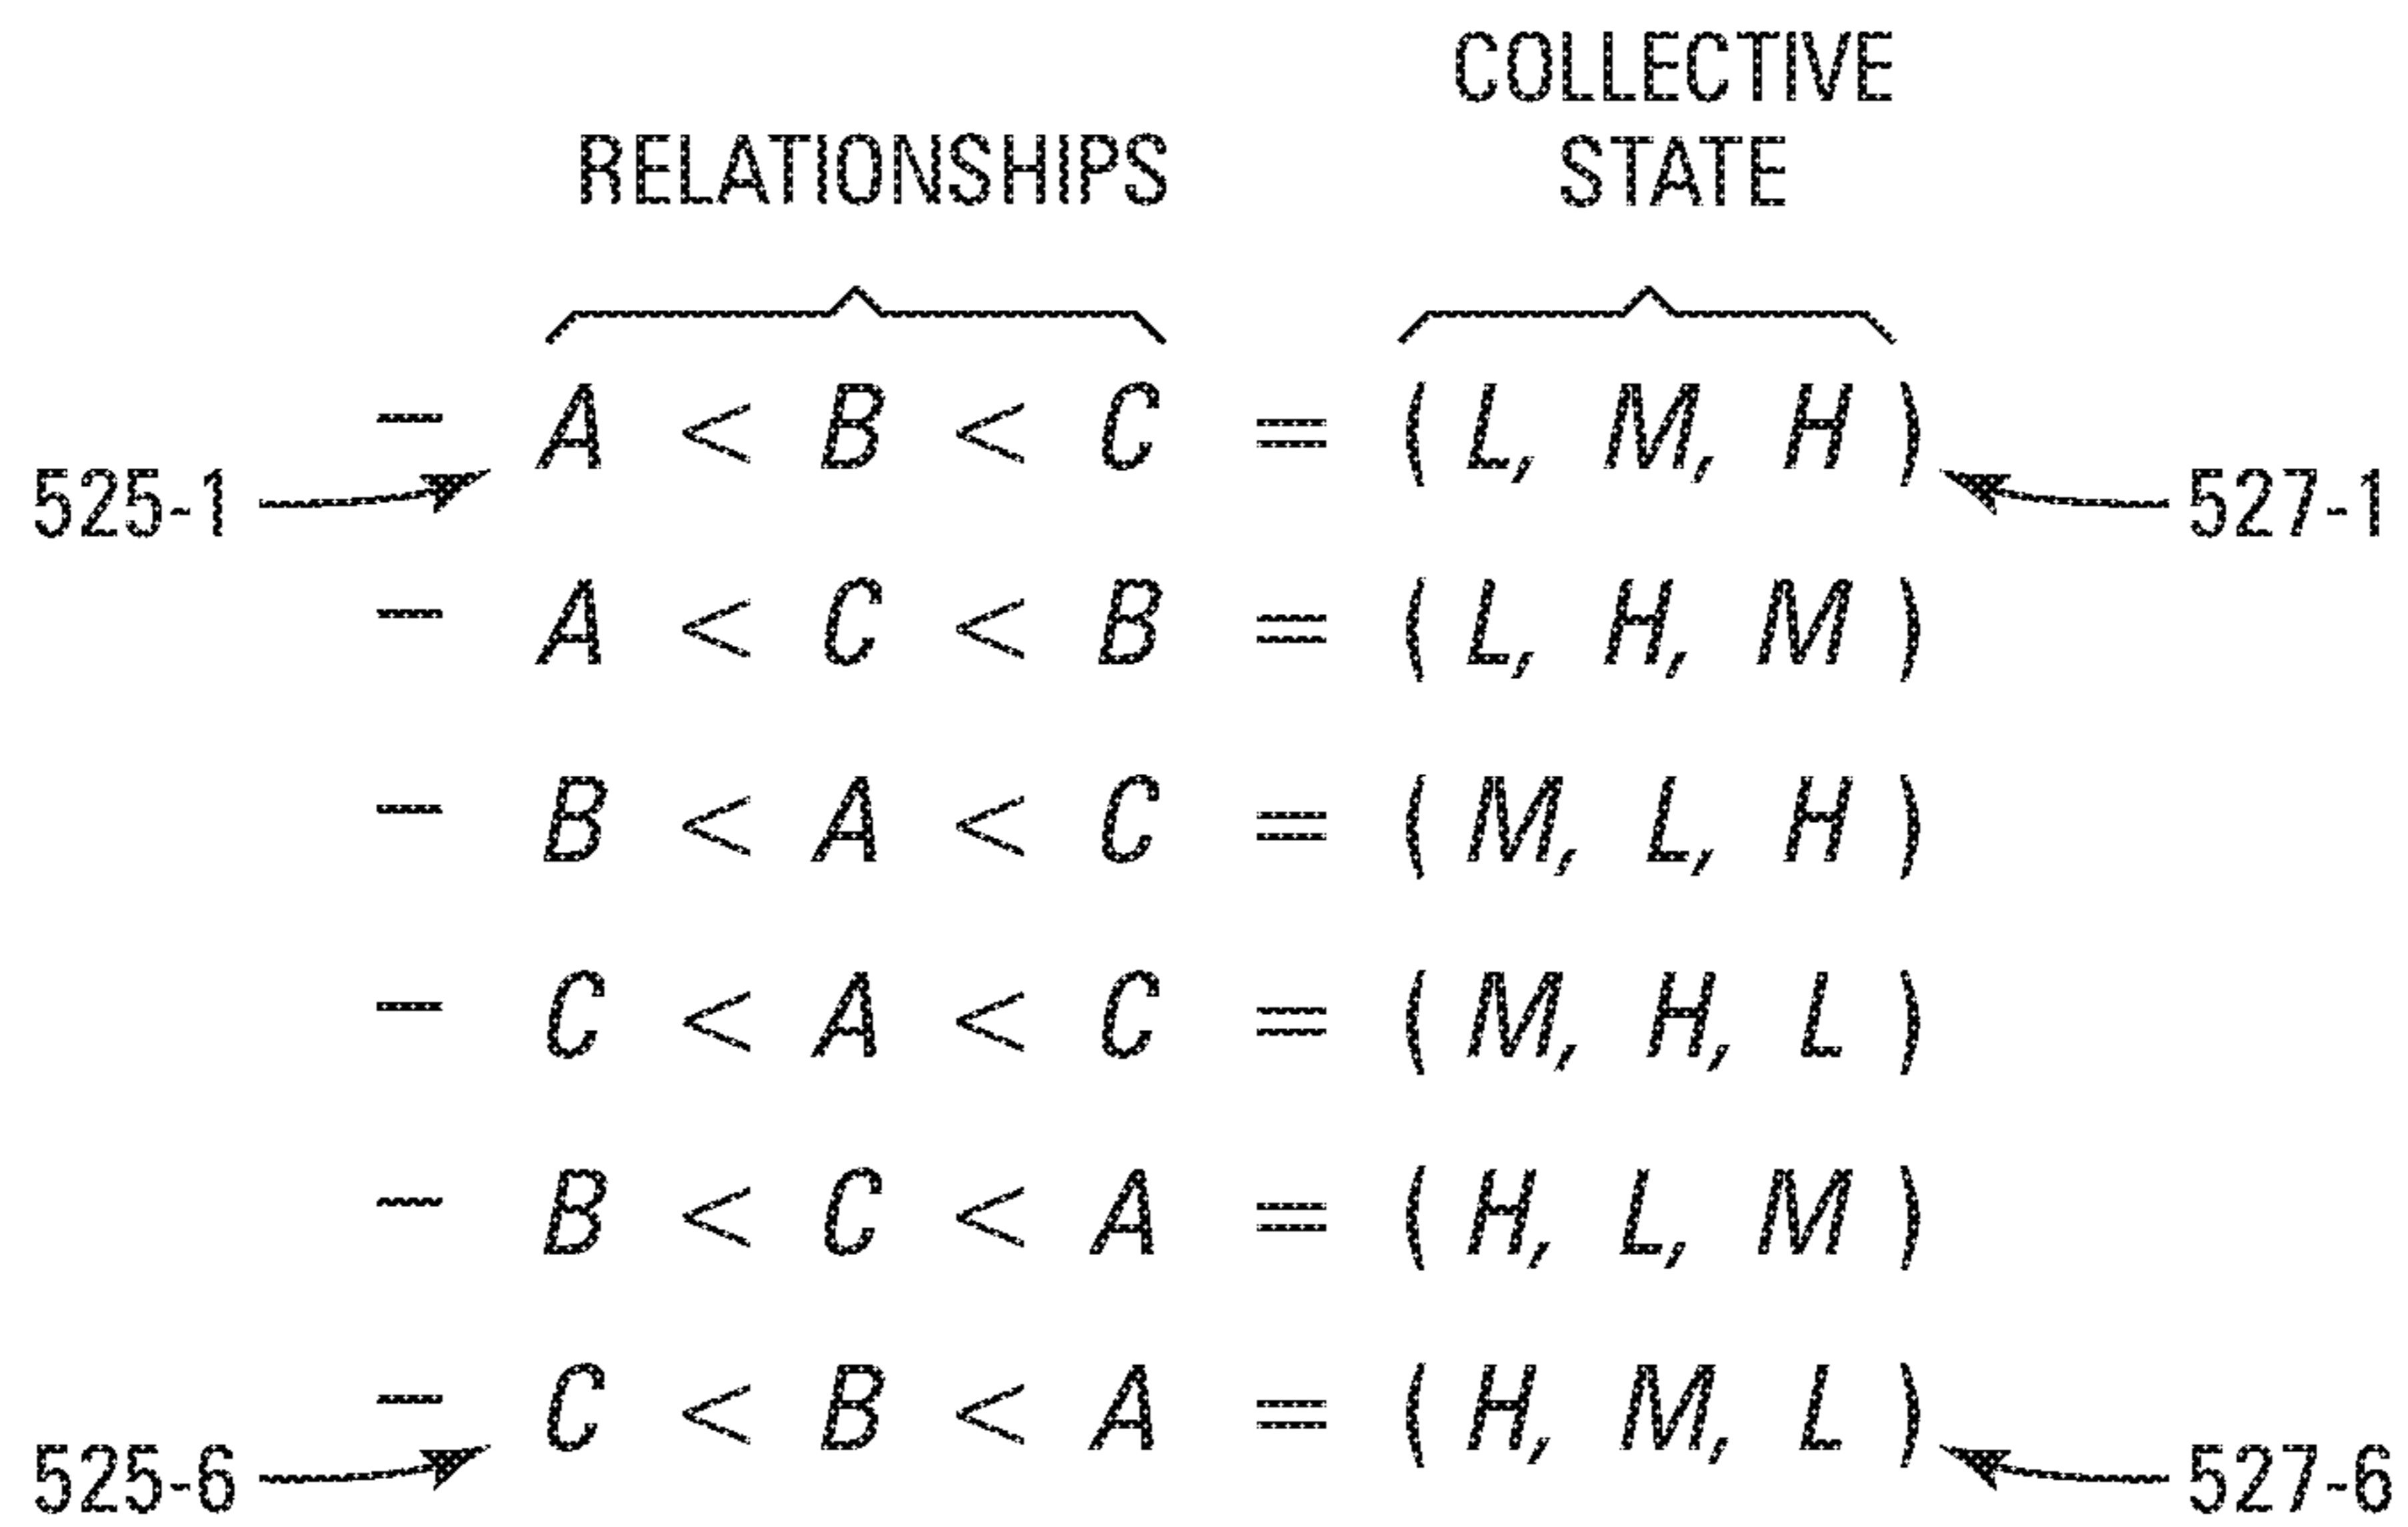 COLLECTIVE
RELATIONSHIPS STATE
- A < B < C = ( L, M, H )
525-1 527-1
- A < C < B = ( L, H, M )
- B < A < C = ( M, L, H )
- C < A < C = ( M, H, L )
- B < C < A = ( H, L, M )
- C < B < A = ( H, M, L )
525-6 527-6